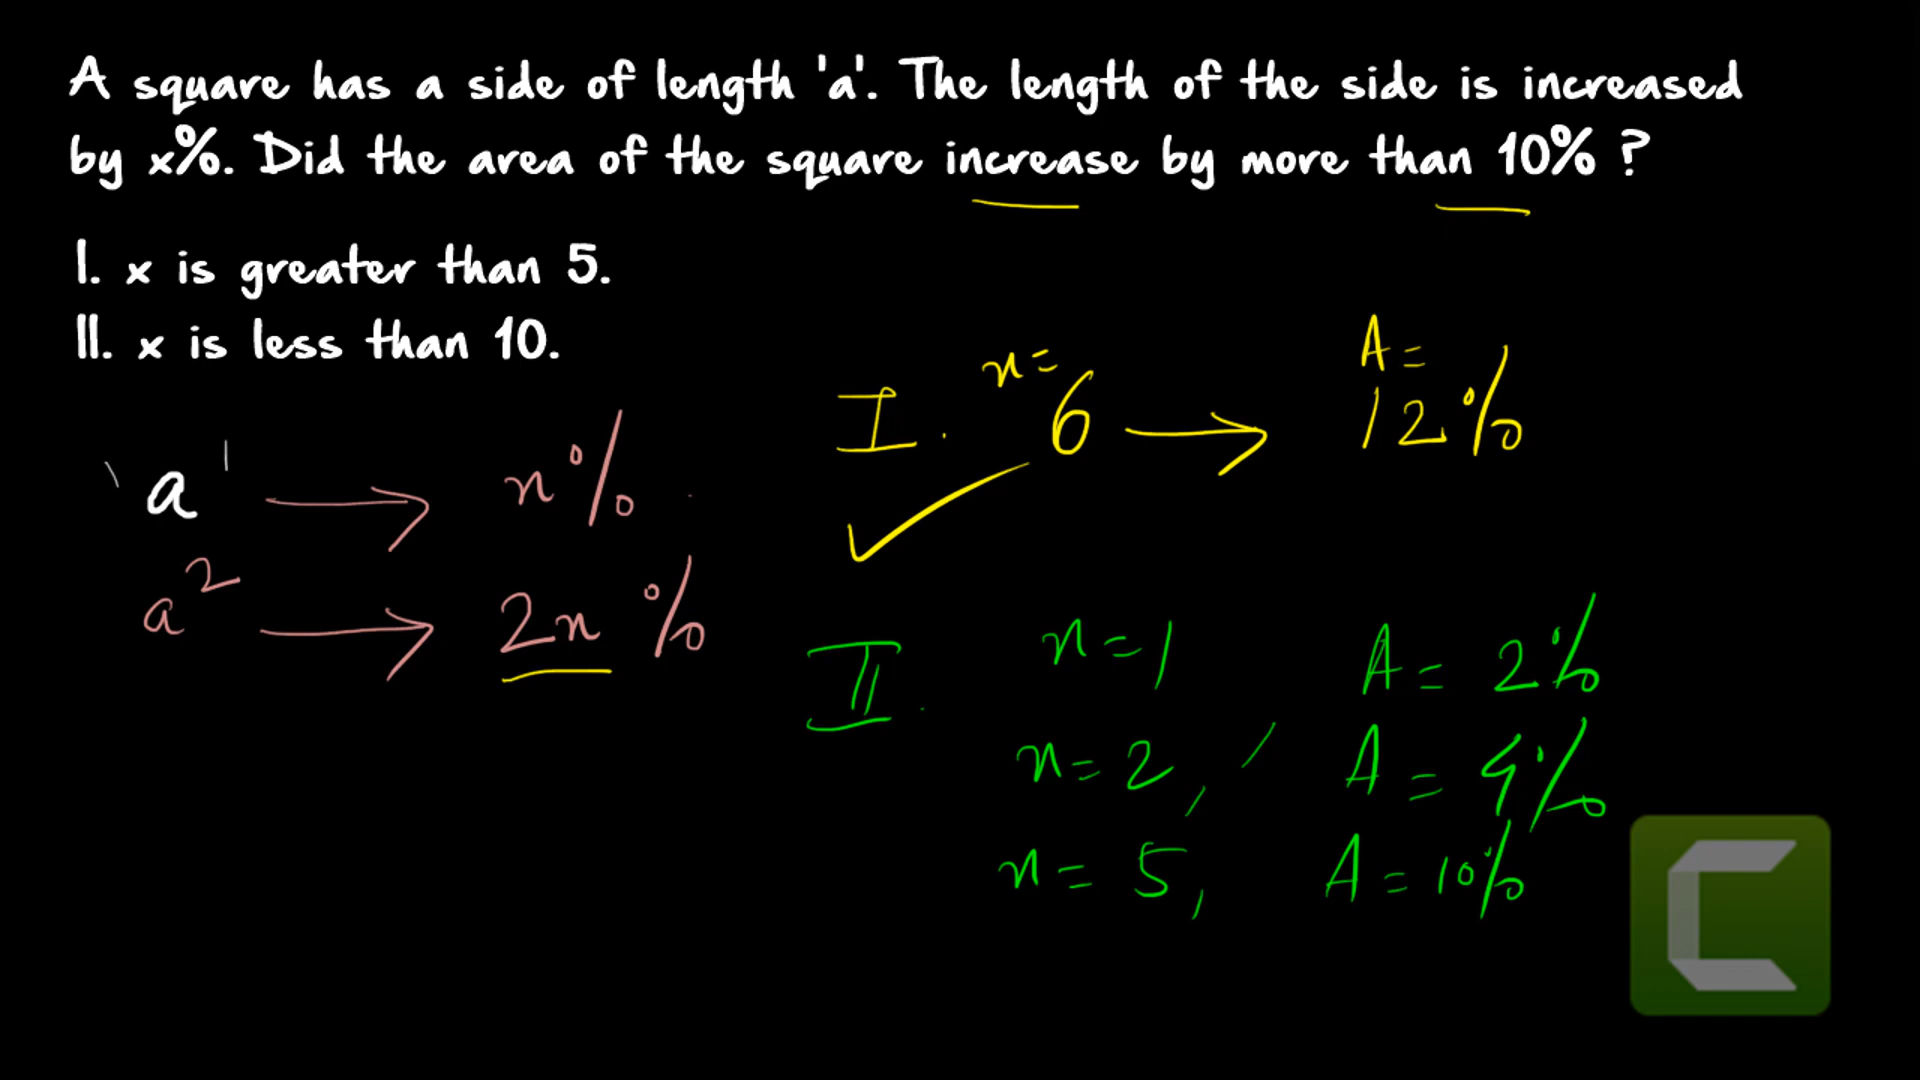 A square has a side of length 'a'. The length of the side is increased
by x%. Did the area of the square increase by more than 10% ?
I. x is greater than 5.
II. x is less than 10.
'a' → x%
a² → 2x %
I. x= 6 → A= 12%
II. x=1 A= 2%
x=2, A = 4%
x= 5, A=10%